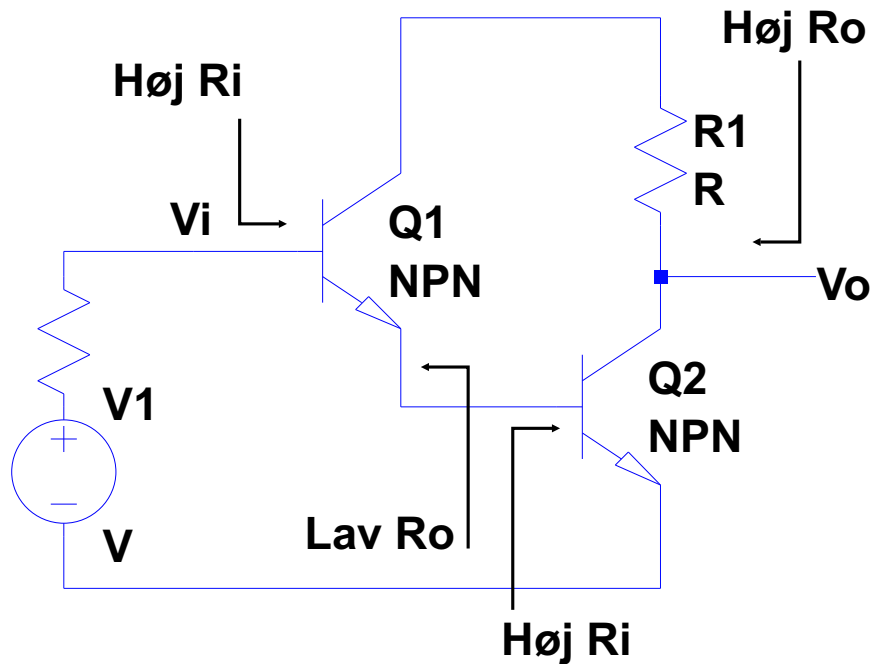 Høj Ro
Høj Ri
R1
R
Vi
Q1
NPN
Vo
V1
Q2
NPN
V
Lav Ro
Høj Ri